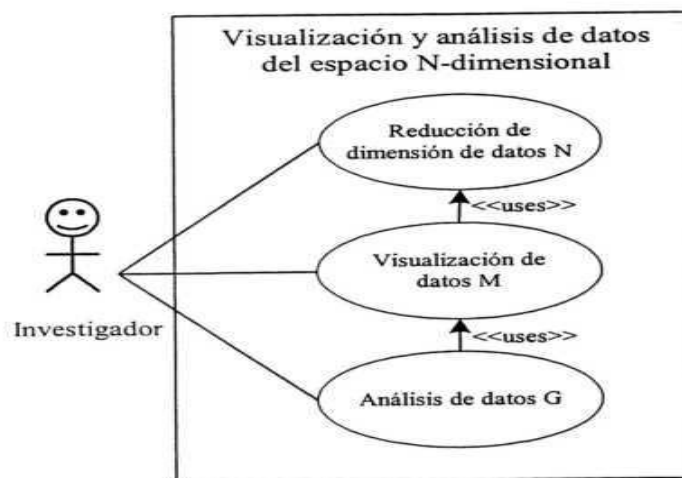 Visualización y análisis de datos
del espacio N-dimensional
Reducción de
dimensión de datos N
<<uses>>
Visualización de
datos M
Investigador
<<uses>>
Análisis de datos G